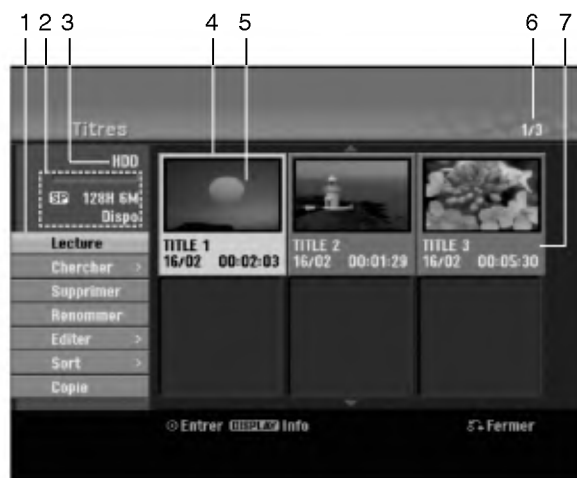 1 2 3 4 5 6 7
Titres
1/3
HDD
SP 128H 6M
Dispo
Lecture
Chercher >
Supprimer
Renommer
Editer >
Sort >
Copie
TITLE 1
16/02 00:02:03
TITLE 2
16/02 00:01:29
TITLE 3
16/02 00:05:30
Entrer DISPLAY Info
Fermer